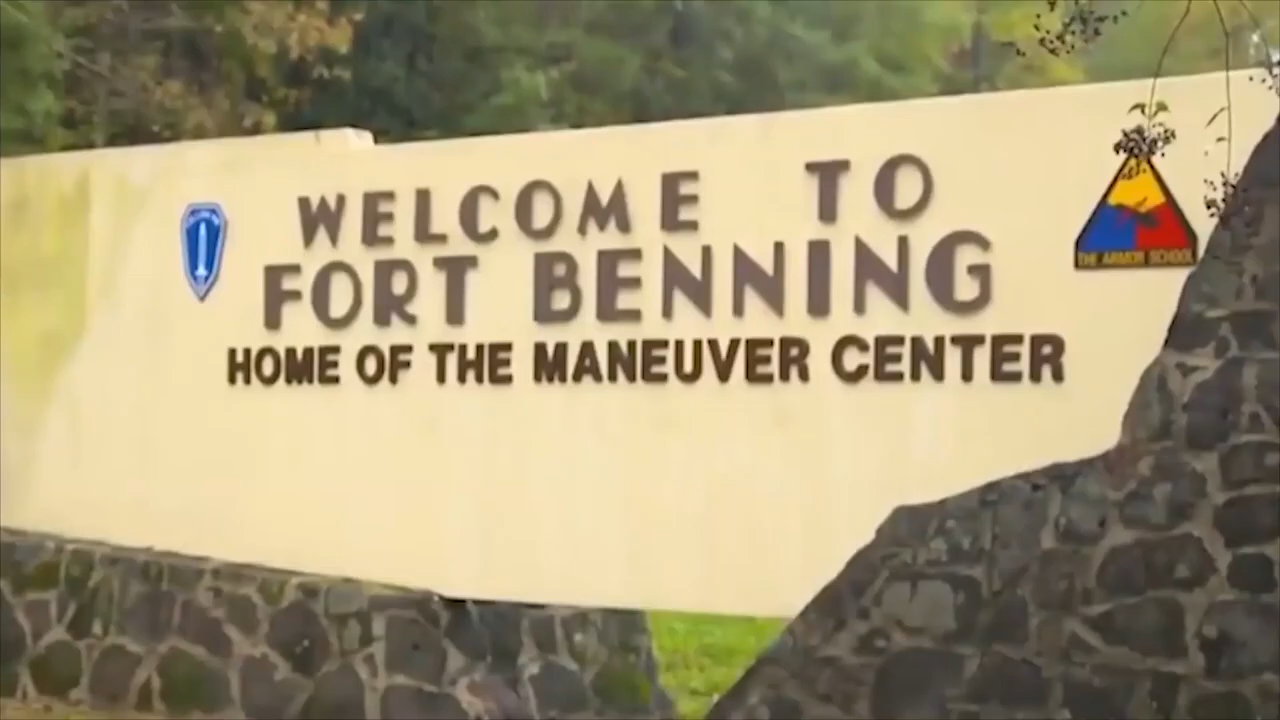 WELCOME TO
FORT BENNING
HOME OF THE MANEUVER CENTER
THE ARMOR SCHOOL